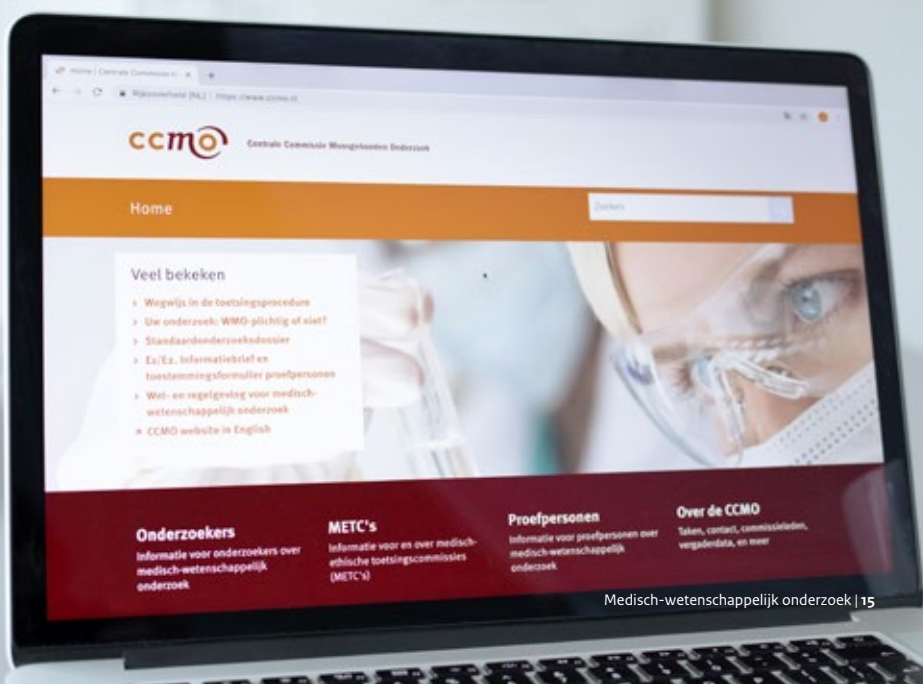 Home | Centrale Commissie
Rijksoverheid [NL] | https://www.ccmo.nl
ccmo
Centrale Commissie Mensgebonden Onderzoek
Home
Zoeken
Veel bekeken
› Wegwijs in de toetsingsprocedure
› Uw onderzoek: WMO-plichtig of niet?
› Standaardonderzoeksdossier
› E1/E2. Informatiebrief en
toestemmingsformulier proefpersonen
› Wet- en regelgeving voor medisch-
wetenschappelijk onderzoek
» CCMO website in English
Onderzoekers
Informatie voor onderzoekers over
medisch-wetenschappelijk
onderzoek
METC's
Informatie voor en over medisch-
ethische toetsingscommissies
(METC's)
Proefpersonen
Informatie voor proefpersonen over
medisch-wetenschappelijk
onderzoek
Over de CCMO
Taken, contact, commissieleden,
vergaderdata, en meer
Medisch-wetenschappelijk onderzoek | 15